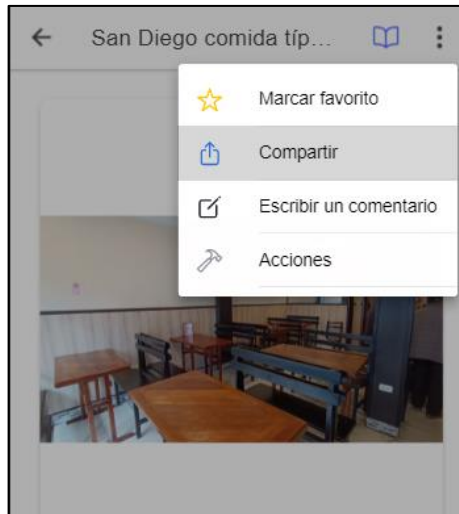 San Diego comida típ...
Marcar favorito
Compartir
Escribir un comentario
Acciones